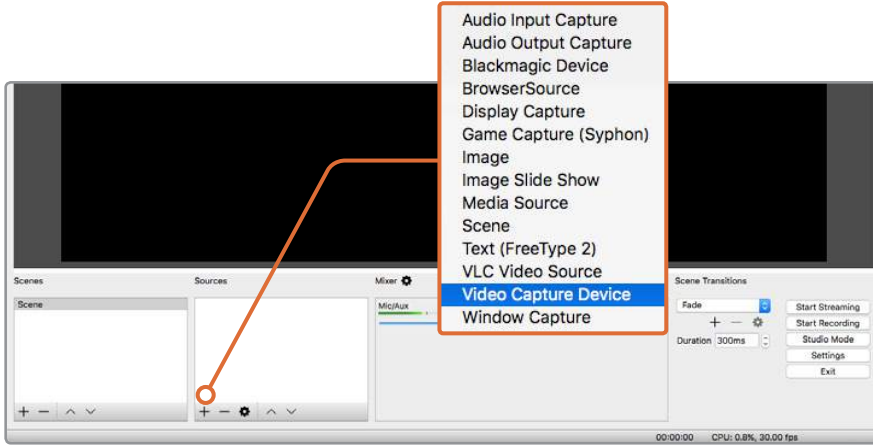 Audio Input Capture
Audio Output Capture
Blackmagic Device
BrowserSource
Display Capture
Game Capture (Syphon)
Image
Image Slide Show
Media Source
Scene
Text (FreeType 2)
VLC Video Source
Video Capture Device
Window Capture
Scenes
Scene
Sources
Mixer
Mic/Aux
Scene Transitions
Fade
Duration 300ms
Start Streaming
Start Recording
Studio Mode
Settings
Exit
00:00:00 CPU: 0.8%, 30.00 fps